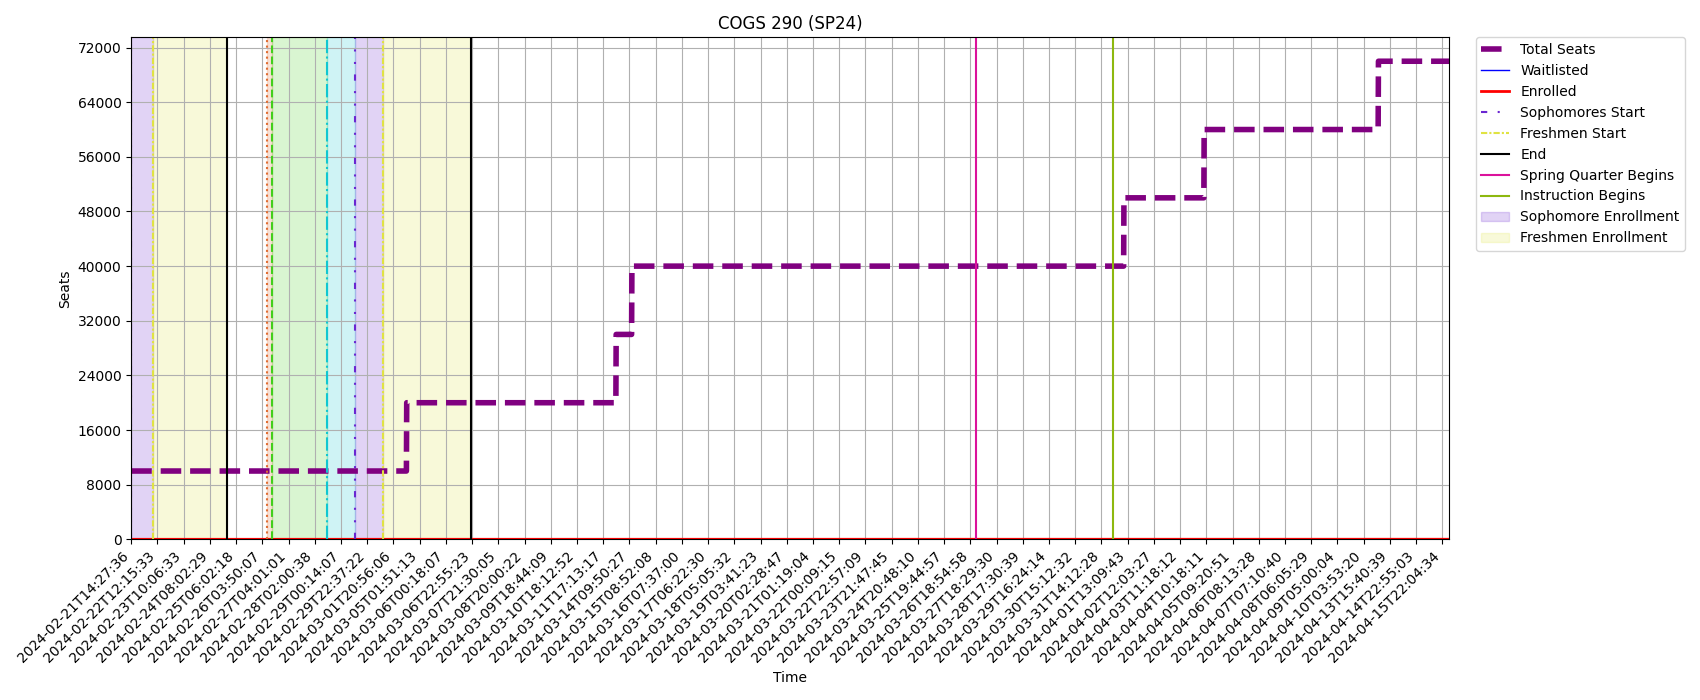 COGS 290 (SP24)
72000
64000
56000
48000
40000
32000
24000
16000
8000
0
Seats
2024-02-21T14:27:36
2024-02-22T12:15:33
2024-02-23T10:06:33
2024-02-24T08:02:29
2024-02-25T06:02:18
2024-02-26T03:50:07
2024-02-27T04:01:01
2024-02-28T02:00:38
2024-02-29T00:14:07
2024-02-29T22:37:22
2024-03-01T20:56:06
2024-03-05T01:51:13
2024-03-06T00:18:07
2024-03-06T22:55:23
2024-03-07T21:30:05
2024-03-08T20:00:22
2024-03-09T18:44:09
2024-03-10T18:12:52
2024-03-11T17:13:17
2024-03-14T09:50:27
2024-03-15T08:52:08
2024-03-16T07:37:00
2024-03-17T06:22:30
2024-03-18T05:05:32
2024-03-19T03:41:23
2024-03-20T02:28:47
2024-03-21T01:19:04
2024-03-22T00:09:15
2024-03-22T22:57:09
2024-03-23T21:47:45
2024-03-24T20:48:10
2024-03-25T19:44:57
2024-03-26T18:54:58
2024-03-27T18:29:30
2024-03-28T17:30:39
2024-03-29T16:24:14
2024-03-30T15:12:32
2024-03-31T14:12:28
2024-04-01T13:09:43
2024-04-02T12:03:27
2024-04-03T11:18:12
2024-04-04T10:18:11
2024-04-05T09:20:51
2024-04-06T08:13:28
2024-04-07T07:10:40
2024-04-08T06:05:29
2024-04-09T05:00:04
2024-04-10T03:53:20
2024-04-13T15:40:39
2024-04-14T22:55:03
2024-04-15T22:04:34
Time
Total Seats
Waitlisted
Enrolled
Sophomores Start
Freshmen Start
End
Spring Quarter Begins
Instruction Begins
Sophomore Enrollment
Freshmen Enrollment